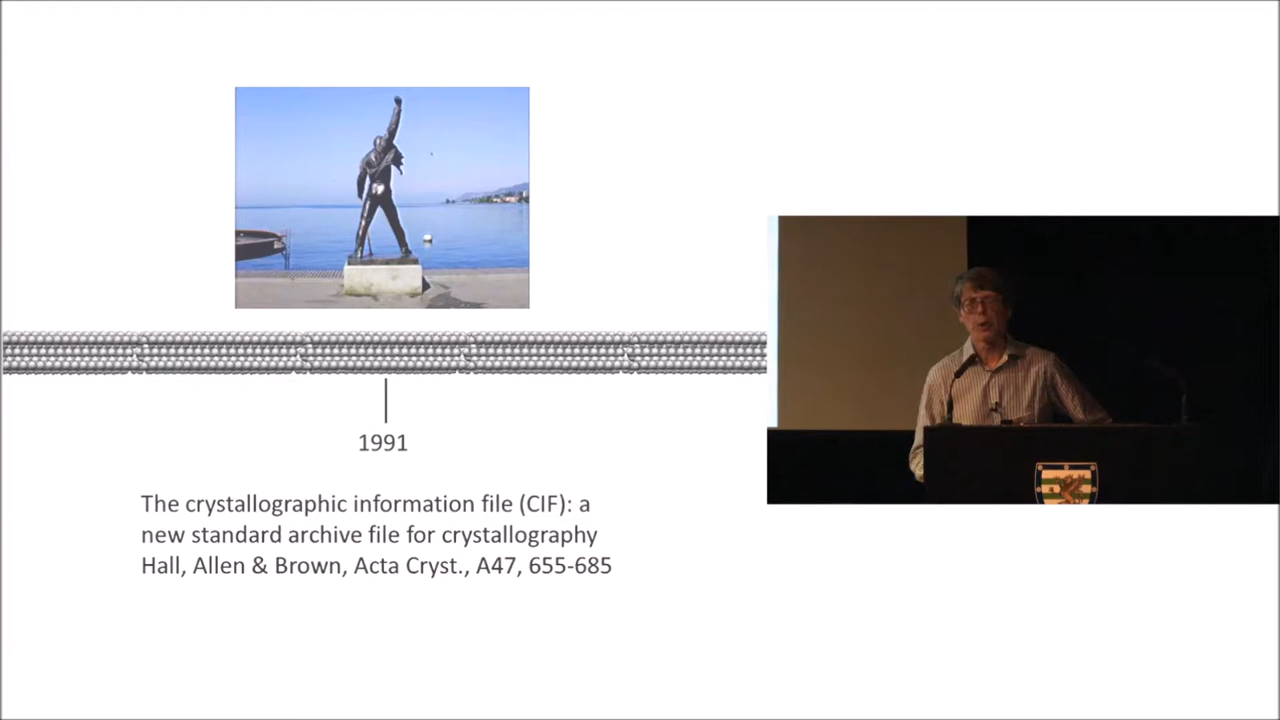 1991
The crystallographic information file (CIF): a
new standard archive file for crystallography
Hall, Allen & Brown, Acta Cryst., A47, 655-685